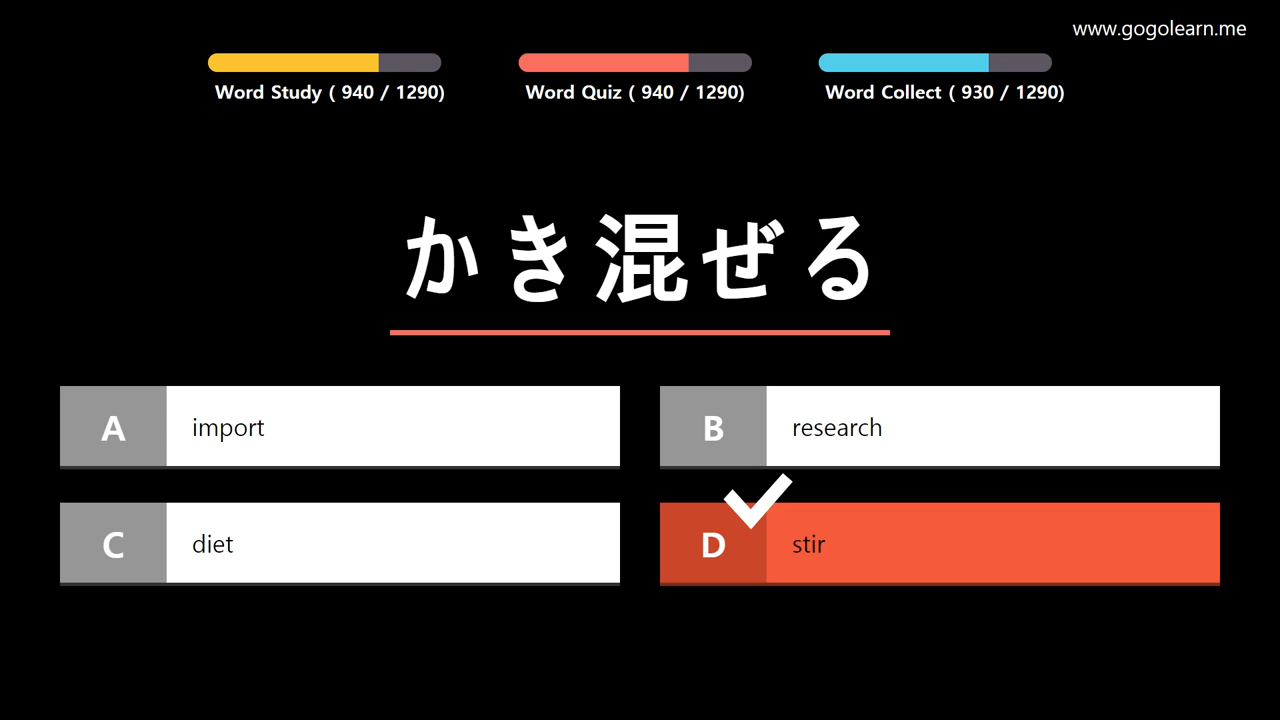 www.gogolearn.me
Word Study ( 940 / 1290)
Word Quiz ( 940 / 1290)
Word Collect ( 930 / 1290)
かき混ぜる
A import
B research
C diet
D stir